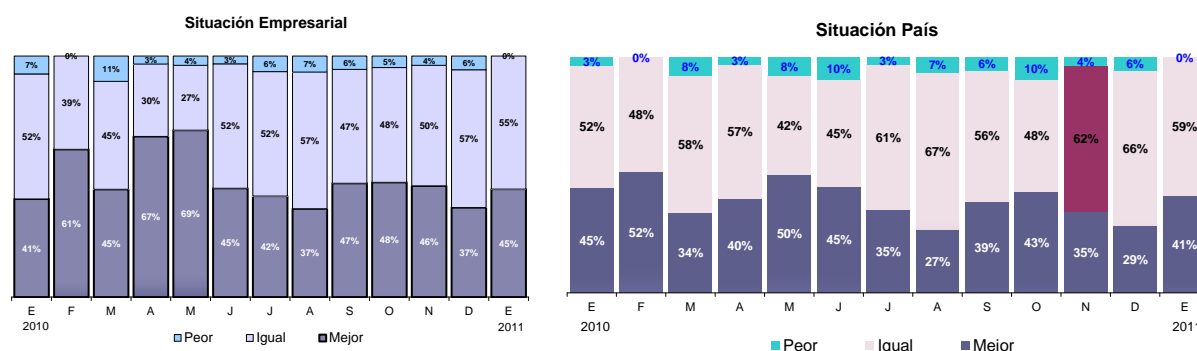 Situación Empresarial
7% 0% 11% 3% 4% 3% 6% 7% 6% 5% 4% 6% 0%
52% 39% 45% 30% 27% 52% 52% 57% 47% 48% 50% 57% 55%
41% 61% 45% 67% 69% 45% 42% 37% 47% 48% 46% 37% 45%
E F M A M J J A S O N D E
2010 2011
Peor Igual Mejor
Situación País
3% 0% 8% 3% 8% 10% 3% 7% 6% 10% 4% 6% 0%
52% 48% 58% 57% 42% 45% 61% 67% 56% 48% 62% 66% 59%
45% 52% 34% 40% 50% 45% 35% 27% 39% 43% 35% 29% 41%
E F M A M J J A S O N D E
2010 2011
Peor Igual Mejor